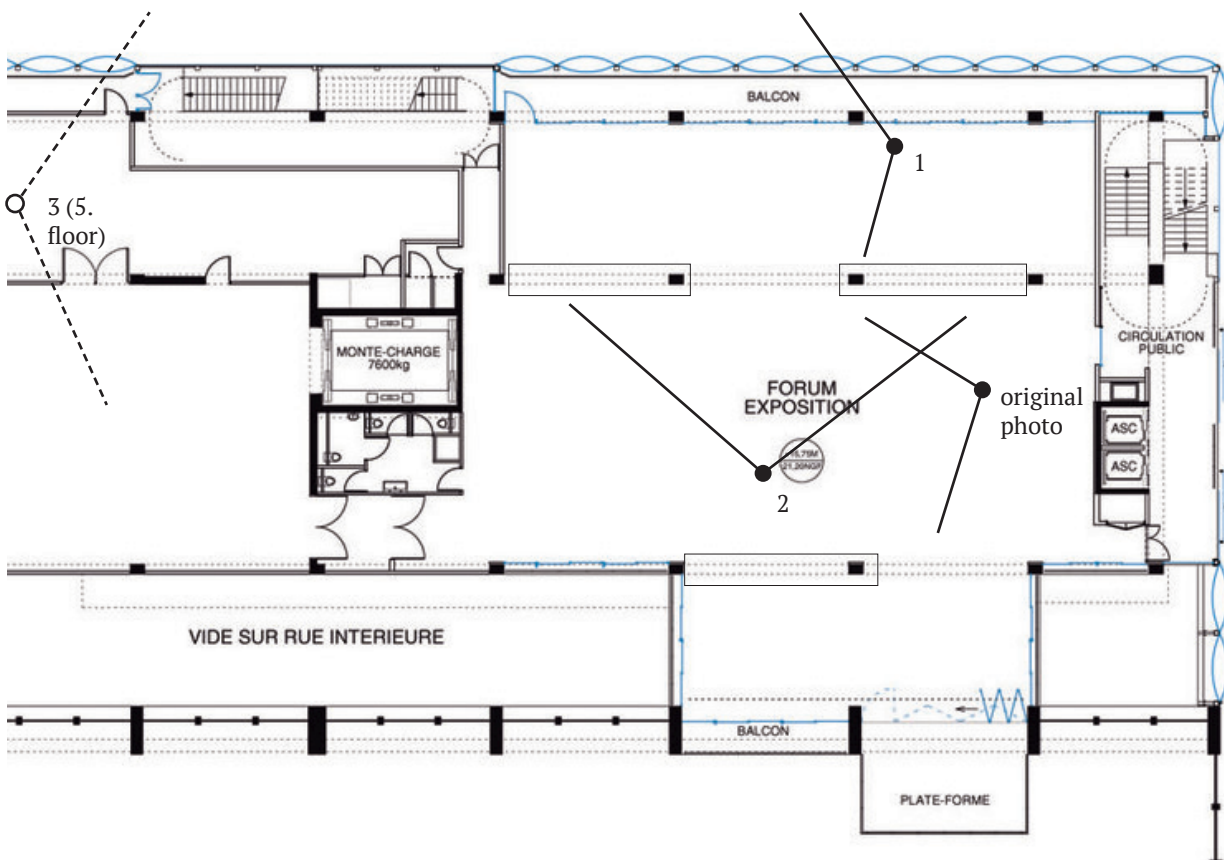 BALCON
1
3 (5.
floor)
MONTE-CHARGE
7600kg
CIRCULATION
PUBLIC
FORUM
EXPOSITION
original
photo
ASC
ASC
2
VIDE SUR RUE INTERIEURE
BALCON
PLATE-FORME